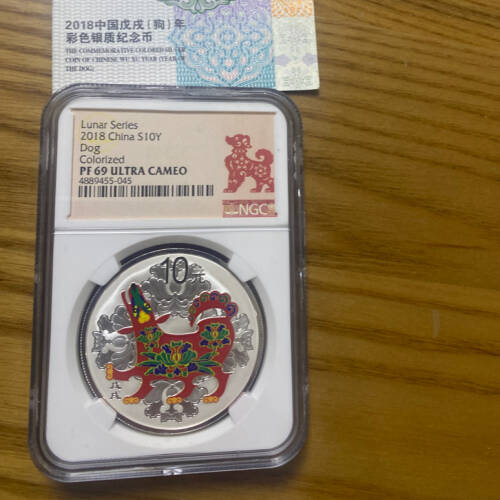 2018中国戊戌(狗)年
彩色银质纪念币
THE COMMEMORATIVE COLORED SILVER
COIN OF CHINESE WU XU YEAR (YEAR OF
THE DOG)
Lunar Series
2018 China S10Y
Dog
Colorized
PF 69 ULTRA CAMEO
4889455-045
NGC
10元
戊戌